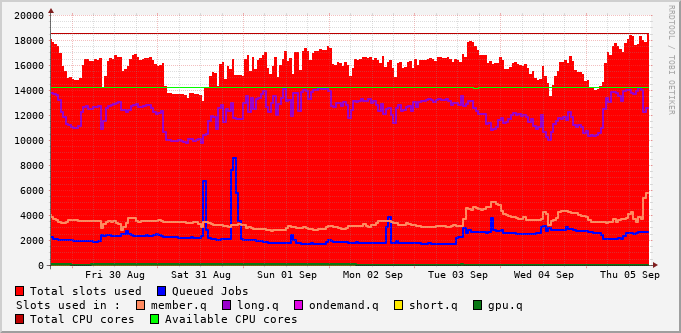 20000
18000
16000
14000
12000
10000
8000
6000
4000
2000
0
Fri 30 Aug Sat 31 Aug Sun 01 Sep Mon 02 Sep Tue 03 Sep Wed 04 Sep Thu 05 Sep
Total slots used Queued Jobs
Slots used in : member.q long.q ondemand.q short.q gpu.q
Total CPU cores Available CPU cores
RRDTOOL / TOBI OETIKER